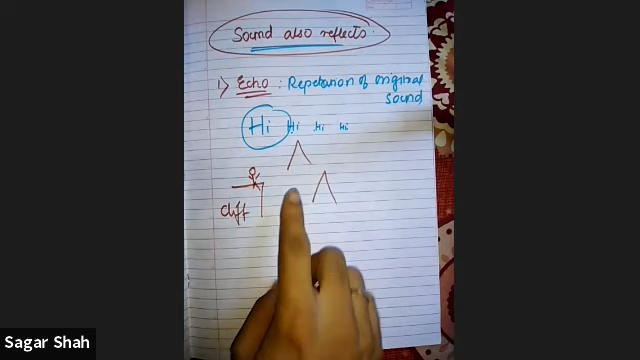 Sound also reflects.
1) Echo : Repetation of original
sound
Hi Hi Hi Hi
Cliff
Sagar Shah